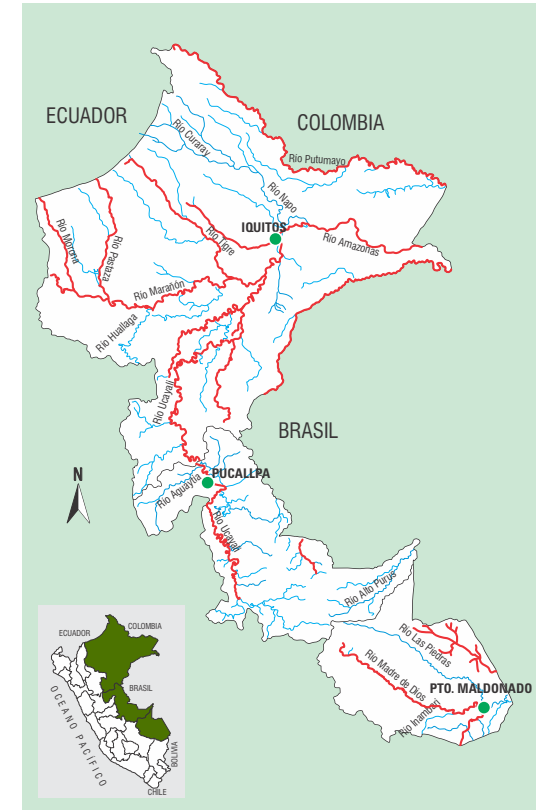 ECUADOR
COLOMBIA
Río Curaray
Río Putumayo
Río Napo
IQUITOS
Río Morona
Río Pastaza
Río Tigre
Río Amazonas
Río Marañón
Río Huallaga
Río Ucayali
BRASIL
N
PUCALLPA
Río Aguaytía
Río Ucayali
Río Alto Purus
Río Las Piedras
Río Madre de Dios
PTO. MALDONADO
Río Inambari
COLOMBIA
ECUADOR
BRASIL
OCEANO PACÍFICO
BOLIVIA
CHILE